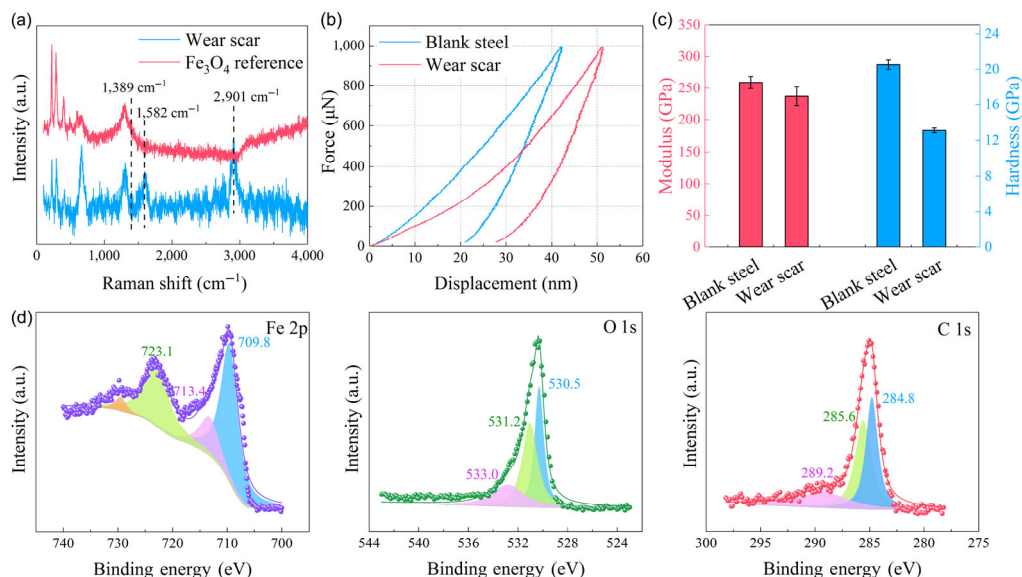 (a)
Wear scar
Fe₃O₄ reference
1,389 cm⁻¹
1,582 cm⁻¹
2,901 cm⁻¹
Intensity (a.u.)
0 1,000 2,000 3,000 4,000
Raman shift (cm⁻¹)
(b)
Blank steel
Wear scar
Force (μN)
1,000
800
600
400
200
0
0 10 20 30 40 50 60
Displacement (nm)
(c)
Modulus (GPa)
350
300
250
200
150
100
50
0
Hardness (GPa)
24
20
16
12
8
4
0
Blank steel
Wear scar
Blank steel
Wear scar
(d)
Fe 2p
709.8
723.1
713.4
Intensity (a.u.)
740 730 720 710 700
Binding energy (eV)
O 1s
530.5
531.2
533.0
Intensity (a.u.)
544 540 536 532 528 524
Binding energy (eV)
C 1s
284.8
285.6
289.2
Intensity (a.u.)
300 295 290 285 280 275
Binding energy (eV)